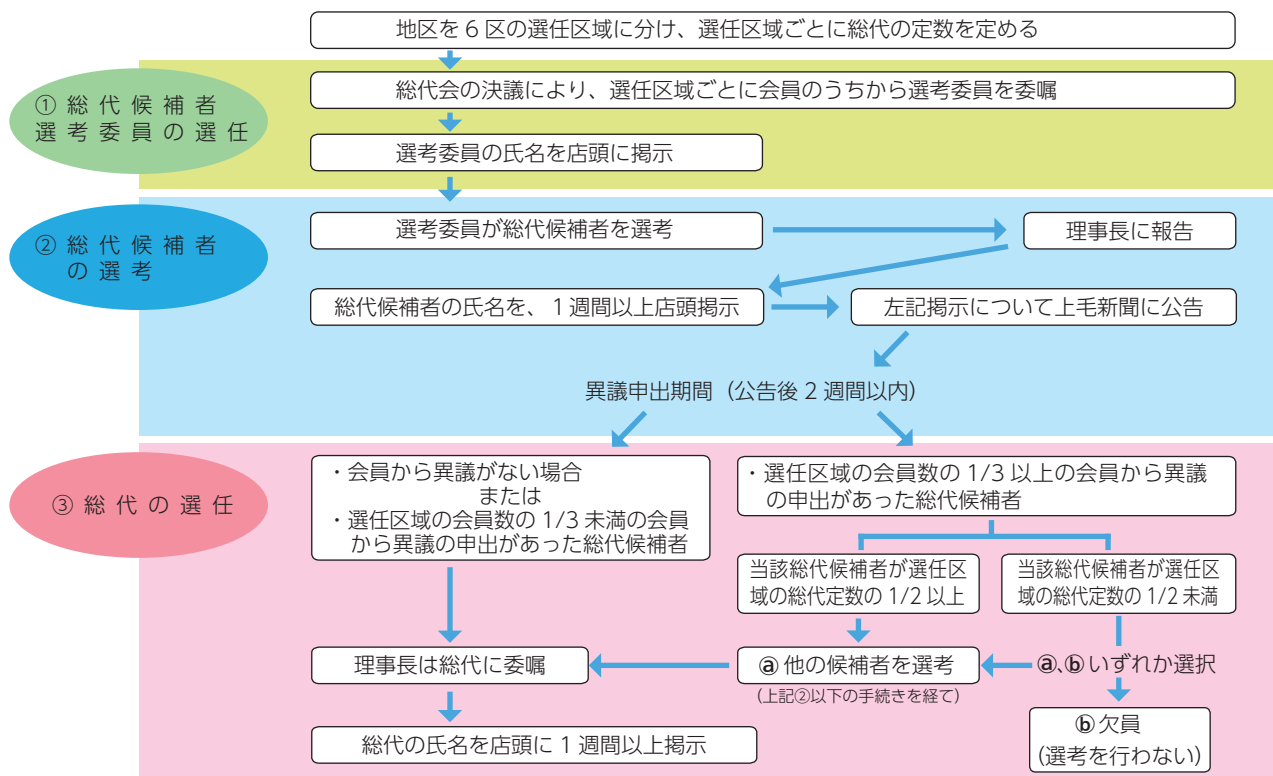 地区を 6 区の選任区域に分け、選任区域ごとに総代の定数を定める
① 総代候補者
選考委員の選任
総代会の決議により、選任区域ごとに会員のうちから選考委員を委嘱
選考委員の氏名を店頭に掲示
② 総代候補者
の選考
選考委員が総代候補者を選考
理事長に報告
総代候補者の氏名を、1 週間以上店頭掲示
左記掲示について上毛新聞に公告
異議申出期間（公告後 2 週間以内）
③ 総代の選任
・会員から異議がない場合
または
・選任区域の会員数の 1/3 未満の会員
から異議の申出があった総代候補者
・選任区域の会員数の 1/3 以上の会員から異議
の申出があった総代候補者
当該総代候補者が選任区
域の総代定数の 1/2 以上
当該総代候補者が選任区
域の総代定数の 1/2 未満
理事長は総代に委嘱
ⓐ他の候補者を選考
（上記②以下の手続きを経て）
ⓐ、ⓑいずれか選択
総代の氏名を店頭に 1 週間以上掲示
ⓑ欠員
（選考を行わない）